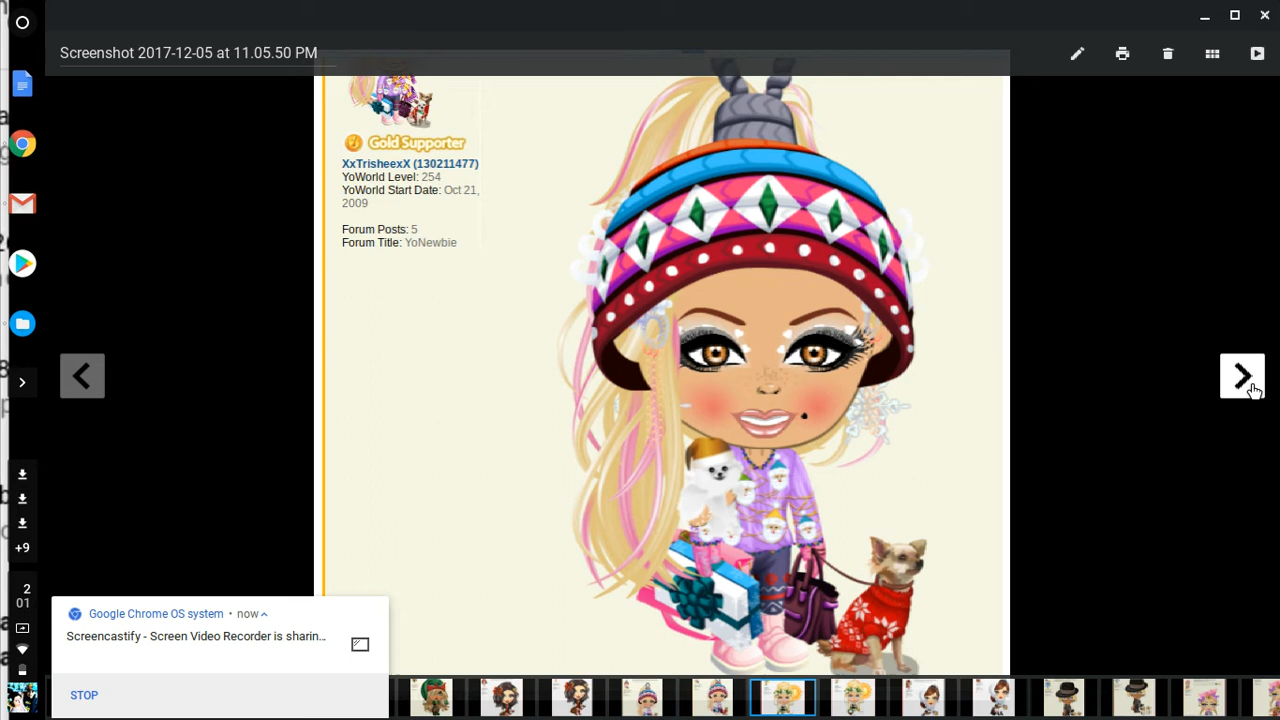 Screenshot 2017-12-05 at 11.05.50 PM
Gold Supporter
XxTrisheexX (130211477)
YoWorld Level: 254
YoWorld Start Date: Oct 21,
2009
Forum Posts: 5
Forum Title: YoNewbie
+9
2
01
Google Chrome OS system • now
Screencastify - Screen Video Recorder is sharin...
STOP